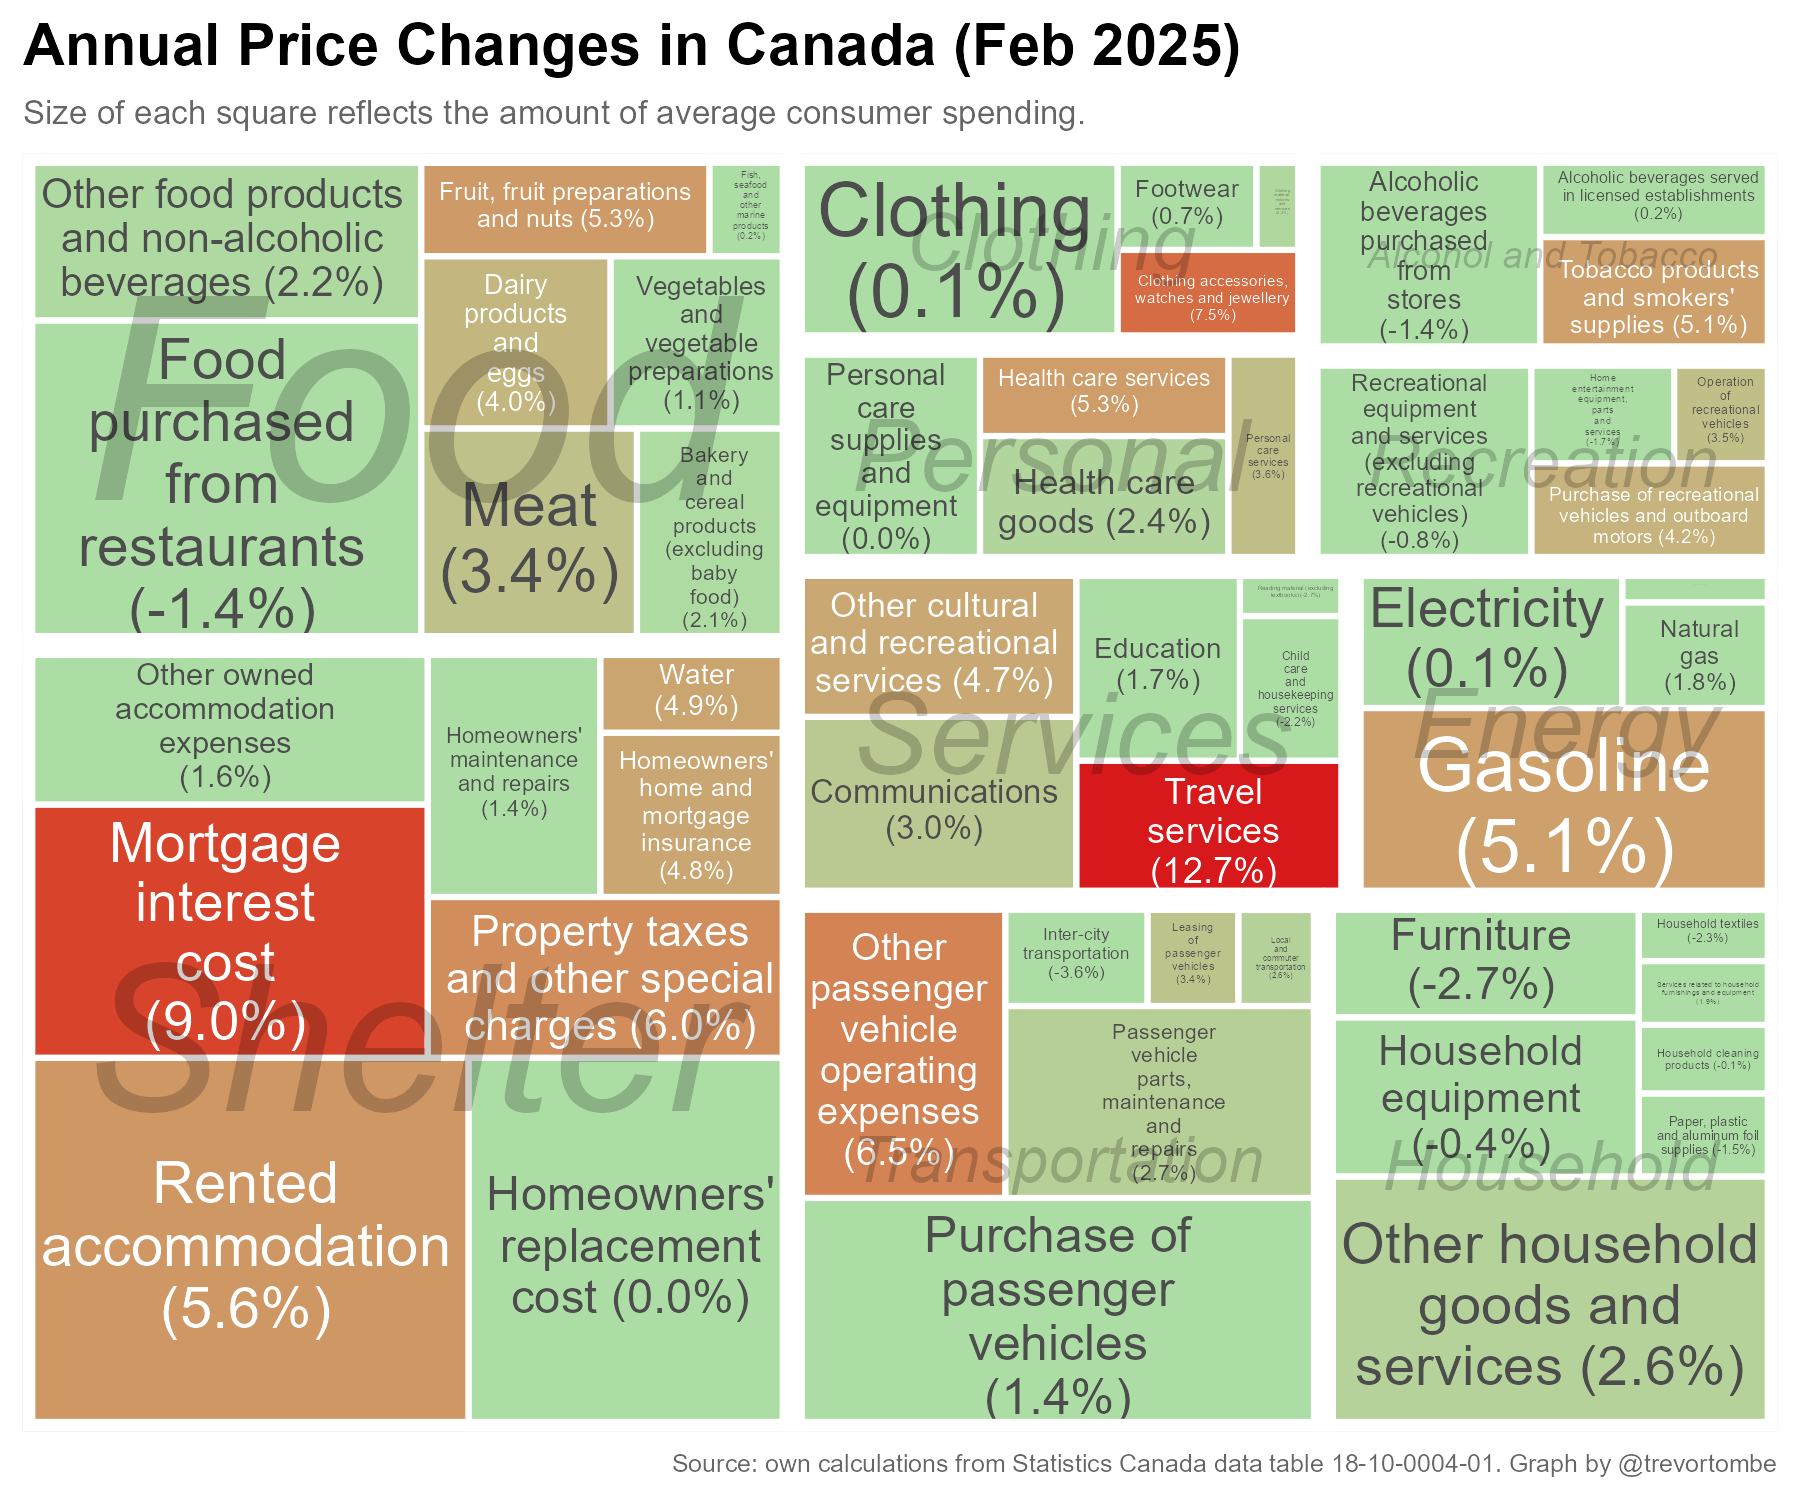 Annual Price Changes in Canada (Feb 2025)
Size of each square reflects the amount of average consumer spending.
Food
Other food products
and non-alcoholic
beverages (2.2%)
Fruit, fruit preparations
and nuts (5.3%)
Fish,
seafood
and
other
marine
products
(0.2%)
Food
purchased
from
restaurants
(-1.4%)
Dairy
products
and
eggs
(4.0%)
Vegetables
and
vegetable
preparations
(1.1%)
Meat
(3.4%)
Bakery
and
cereal
products
(excluding
baby
food)
(2.1%)
Clothing
Clothing
(0.1%)
Footwear
(0.7%)
Clothing accessories,
watches and jewellery
(7.5%)
Alcohol and Tobacco
Alcoholic
beverages
purchased
from
stores
(-1.4%)
Alcoholic beverages served
in licensed establishments
(0.2%)
Tobacco products
and smokers'
supplies (5.1%)
Personal
Personal
care
supplies
and
equipment
(0.0%)
Health care services
(5.3%)
Health care
goods (2.4%)
Personal
care
services
(3.6%)
Recreation
Recreational
equipment
and services
(excluding
recreational
vehicles)
(-0.8%)
Home
entertainment
equipment,
parts
and
services
(-1.7%)
Operation
of
recreational
vehicles
(3.5%)
Purchase of recreational
vehicles and outboard
motors (4.2%)
Services
Other cultural
and recreational
services (4.7%)
Education
(1.7%)
Reading material (excluding
textbooks) (-2.7%)
Child
care
and
housekeeping
services
(-2.2%)
Communications
(3.0%)
Travel
services
(12.7%)
Energy
Electricity
(0.1%)
Natural
gas
(1.8%)
Gasoline
(5.1%)
Shelter
Other owned
accommodation
expenses
(1.6%)
Homeowners'
maintenance
and repairs
(1.4%)
Water
(4.9%)
Homeowners'
home and
mortgage
insurance
(4.8%)
Mortgage
interest
cost
(9.0%)
Property taxes
and other special
charges (6.0%)
Rented
accommodation
(5.6%)
Homeowners'
replacement
cost (0.0%)
Transportation
Other
passenger
vehicle
operating
expenses
(6.5%)
Inter-city
transportation
(-3.6%)
Leasing
of
passenger
vehicles
(3.4%)
Local
and
commuter
transportation
(2.6%)
Passenger
vehicle
parts,
maintenance
and
repairs
(2.7%)
Purchase of
passenger
vehicles
(1.4%)
Household
Furniture
(-2.7%)
Household textiles
(-2.3%)
Services related to household
furnishings and equipment
(1.9%)
Household
equipment
(-0.4%)
Household cleaning
products (-0.1%)
Paper, plastic
and aluminum foil
supplies (-1.5%)
Other household
goods and
services (2.6%)
Source: own calculations from Statistics Canada data table 18-10-0004-01. Graph by @trevortombe